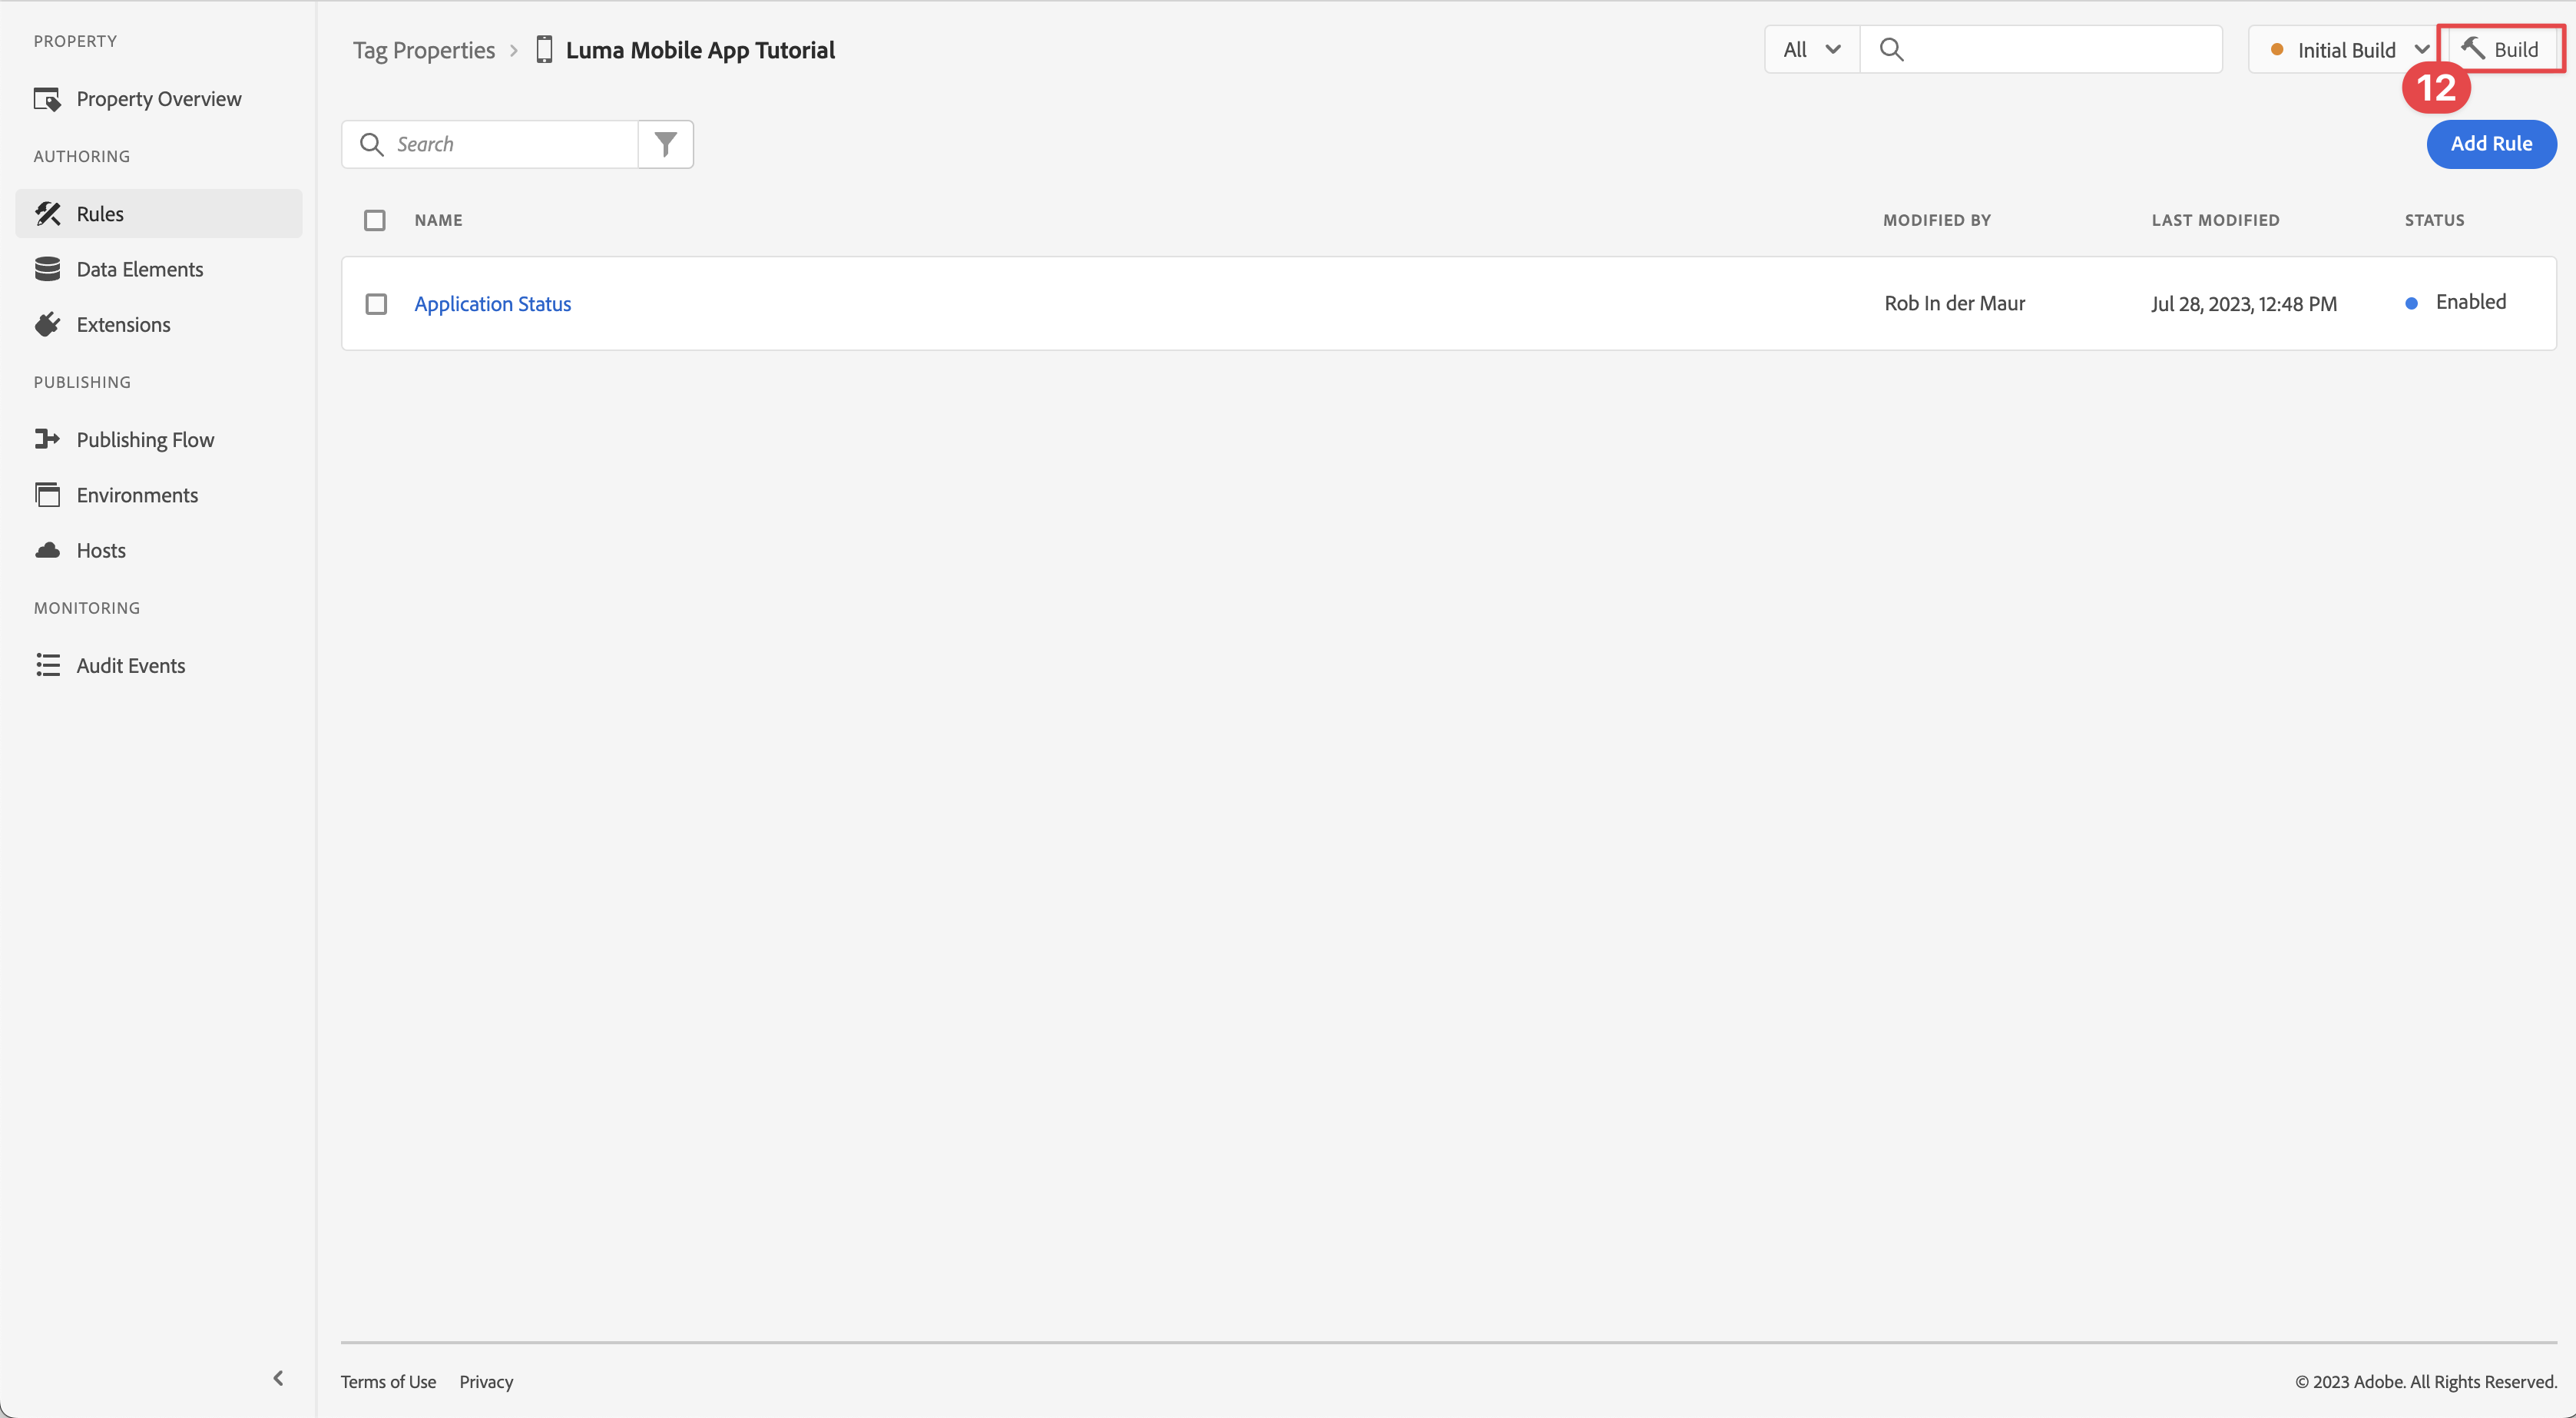 PROPERTY
Property Overview
AUTHORING
Rules
Data Elements
Extensions
PUBLISHING
Publishing Flow
Environments
Hosts
MONITORING
Audit Events
Tag Properties > Luma Mobile App Tutorial
All
Initial Build
Build
12
Search
Add Rule
NAME MODIFIED BY LAST MODIFIED STATUS
Application Status Rob In der Maur Jul 28, 2023, 12:48 PM Enabled
Terms of Use Privacy © 2023 Adobe. All Rights Reserved.